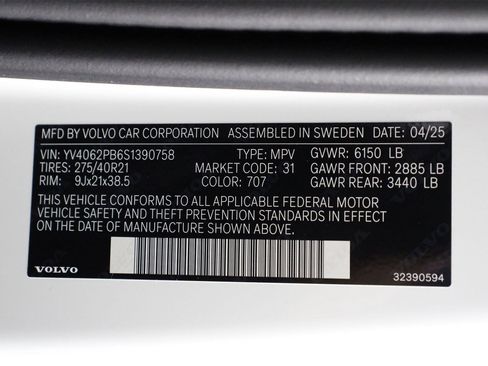 MFD BY VOLVO CAR CORPORATION ASSEMBLED IN SWEDEN DATE: 04/25
VIN: YV4062PB6S1390758 TYPE: MPV GVWR: 6150 LB
TIRES: 275/40R21 MARKET CODE: 31 GAWR FRONT: 2885 LB
RIM: 9Jx21x38.5 COLOR: 707 GAWR REAR: 3440 LB
THIS VEHICLE CONFORMS TO ALL APPLICABLE FEDERAL MOTOR
VEHICLE SAFETY AND THEFT PREVENTION STANDARDS IN EFFECT
ON THE DATE OF MANUFACTURE SHOWN ABOVE.
VOLVO 32390594